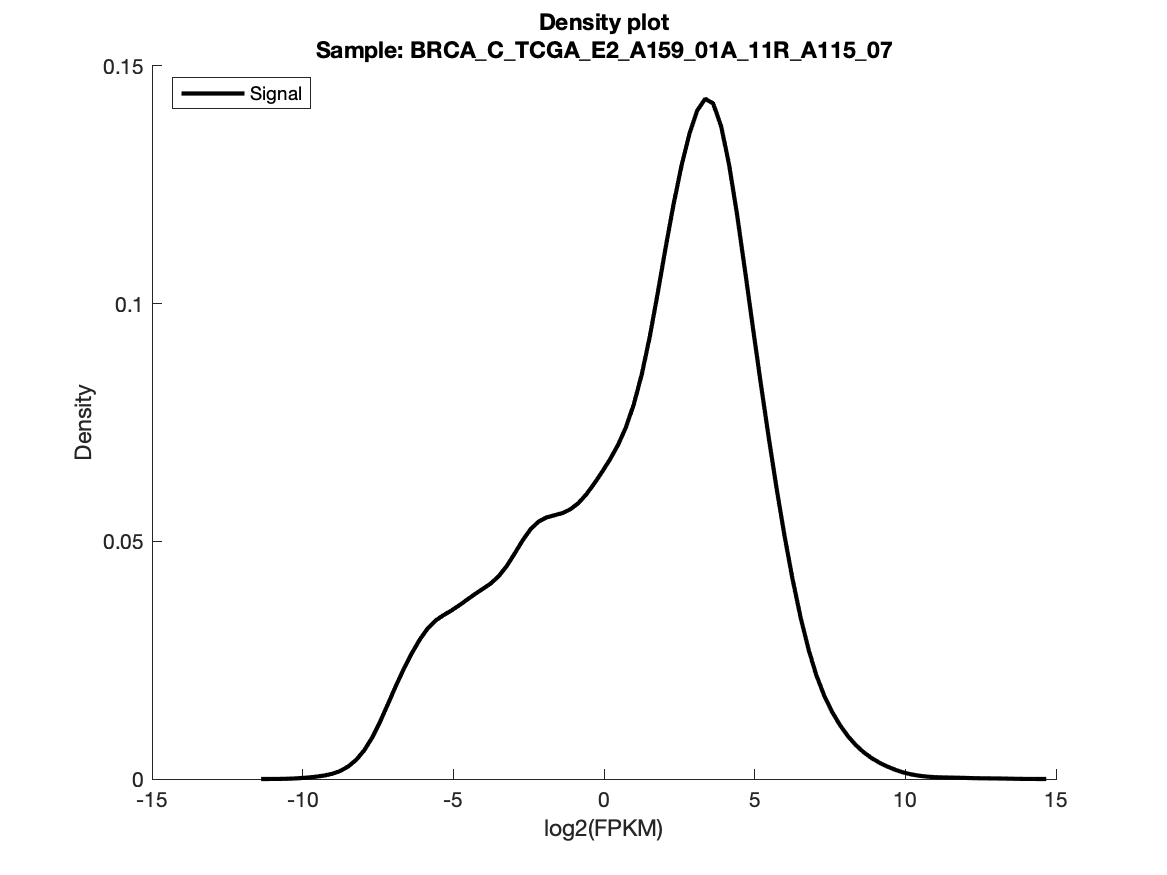 Density plot
Sample: BRCA_C_TCGA_E2_A159_01A_11R_A115_07
Signal
0.15
0.1
0.05
0
Density
-15 -10 -5 0 5 10 15
log2(FPKM)